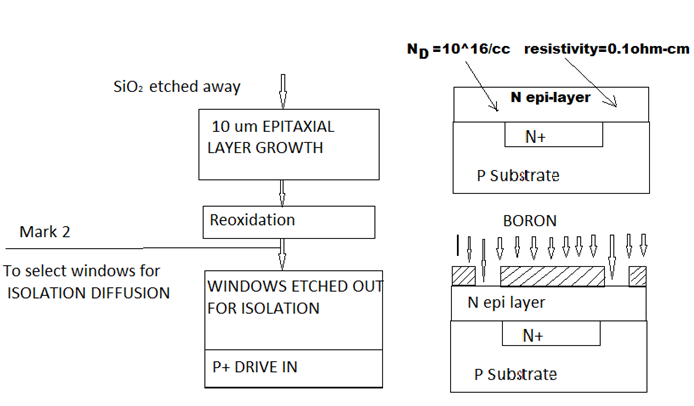 SiO₂ etched away
10 um EPITAXIAL
LAYER GROWTH
Reoxidation
Mark 2
To select windows for
ISOLATION DIFFUSION
WINDOWS ETCHED OUT
FOR ISOLATION
P+ DRIVE IN
N_D =10^16/cc resistivity=0.1ohm-cm
N epi-layer
N+
P Substrate
BORON
N epi layer
N+
P Substrate